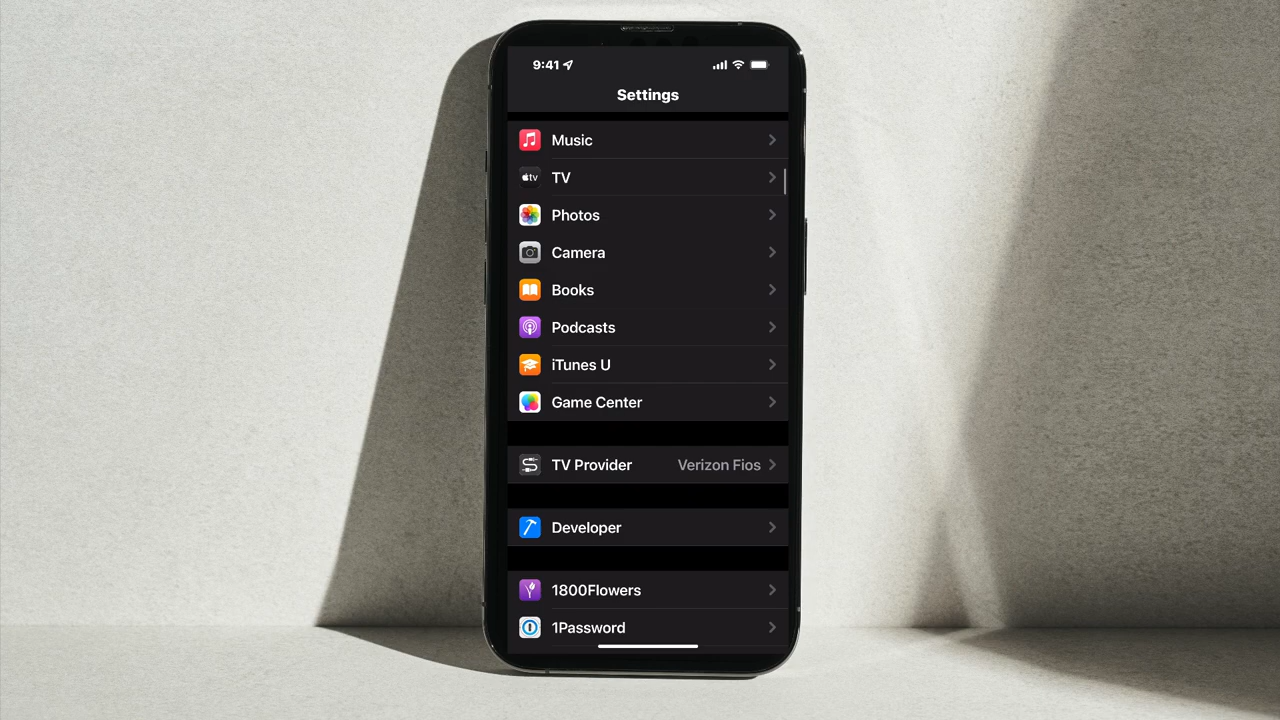 9:41
Settings
Music
tv TV
Photos
Camera
Books
Podcasts
iTunes U
Game Center
TV Provider Verizon Fios
Developer
1800Flowers
1Password